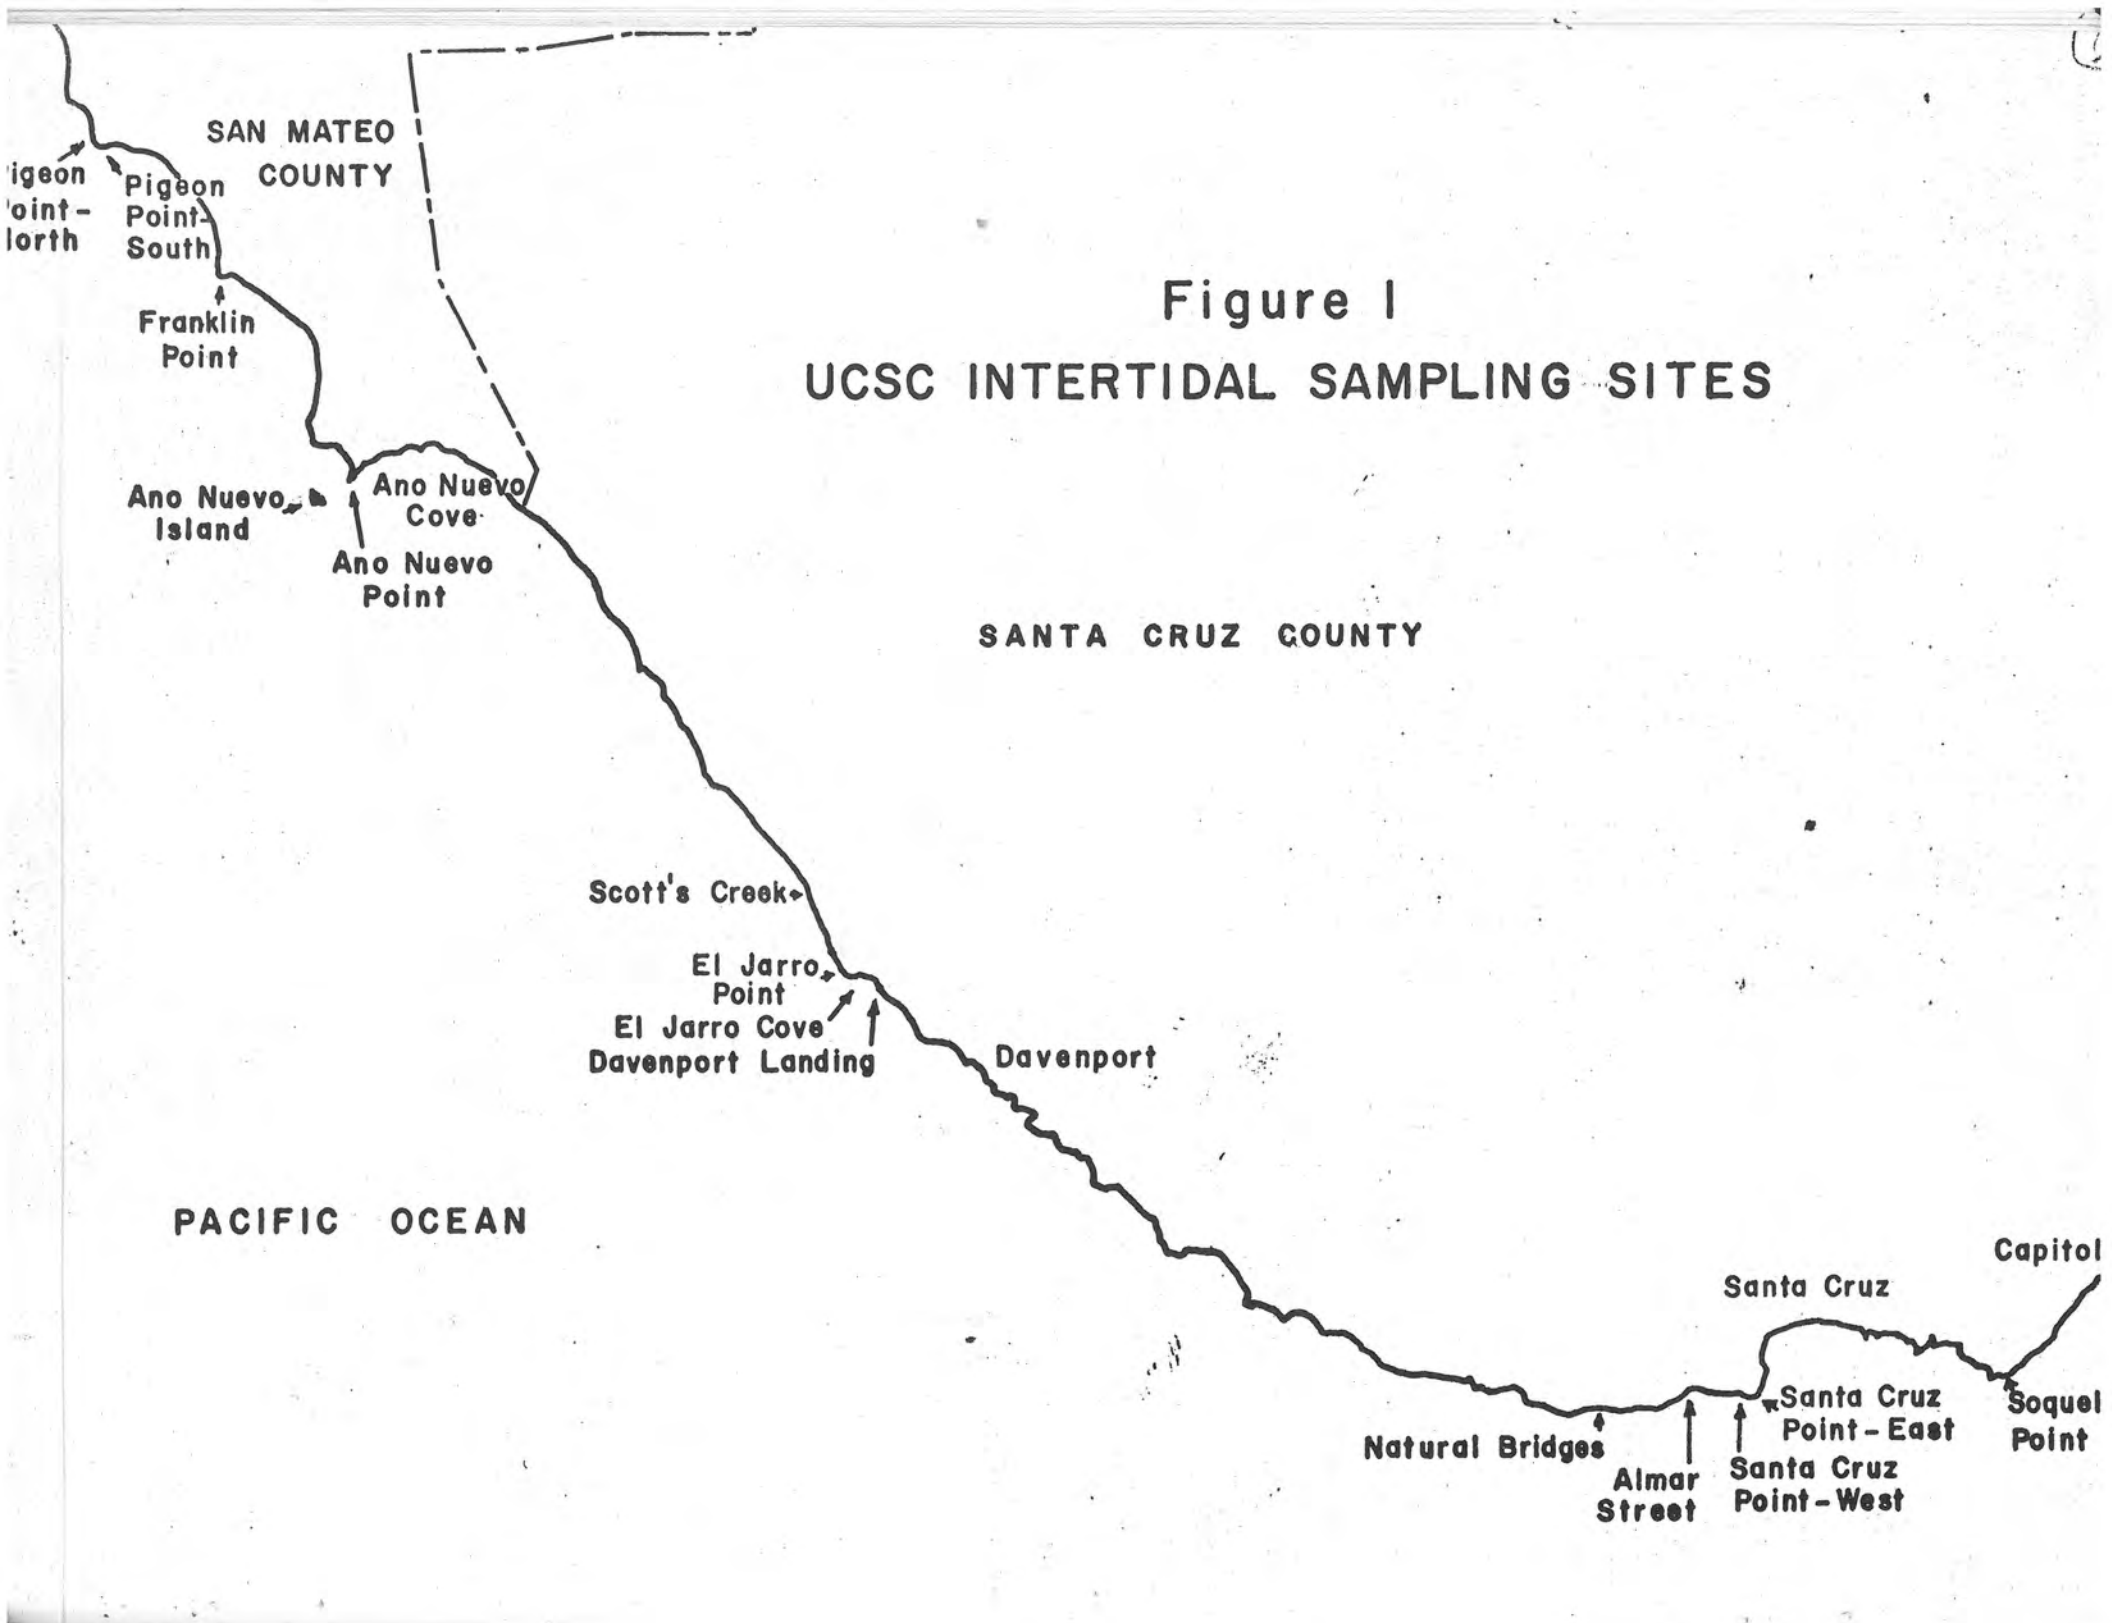 SAN MATEO
COUNTY
igeon
oint-
orth
Pigeon
Point-
South
Franklin
Point
Figure 1
UCSC INTERTIDAL SAMPLING SITES
Ano Nuevo
Island
Ano Nuevo
Cove
Ano Nuevo
Point
SANTA CRUZ COUNTY
Scott's Creek
El Jarro
Point
El Jarro Cove
Davenport Landing
Davenport
PACIFIC OCEAN
Capitol
Santa Cruz
Natural Bridges
Almar
Street
Santa Cruz
Point-West
Santa Cruz
Point-East
Soquel
Point